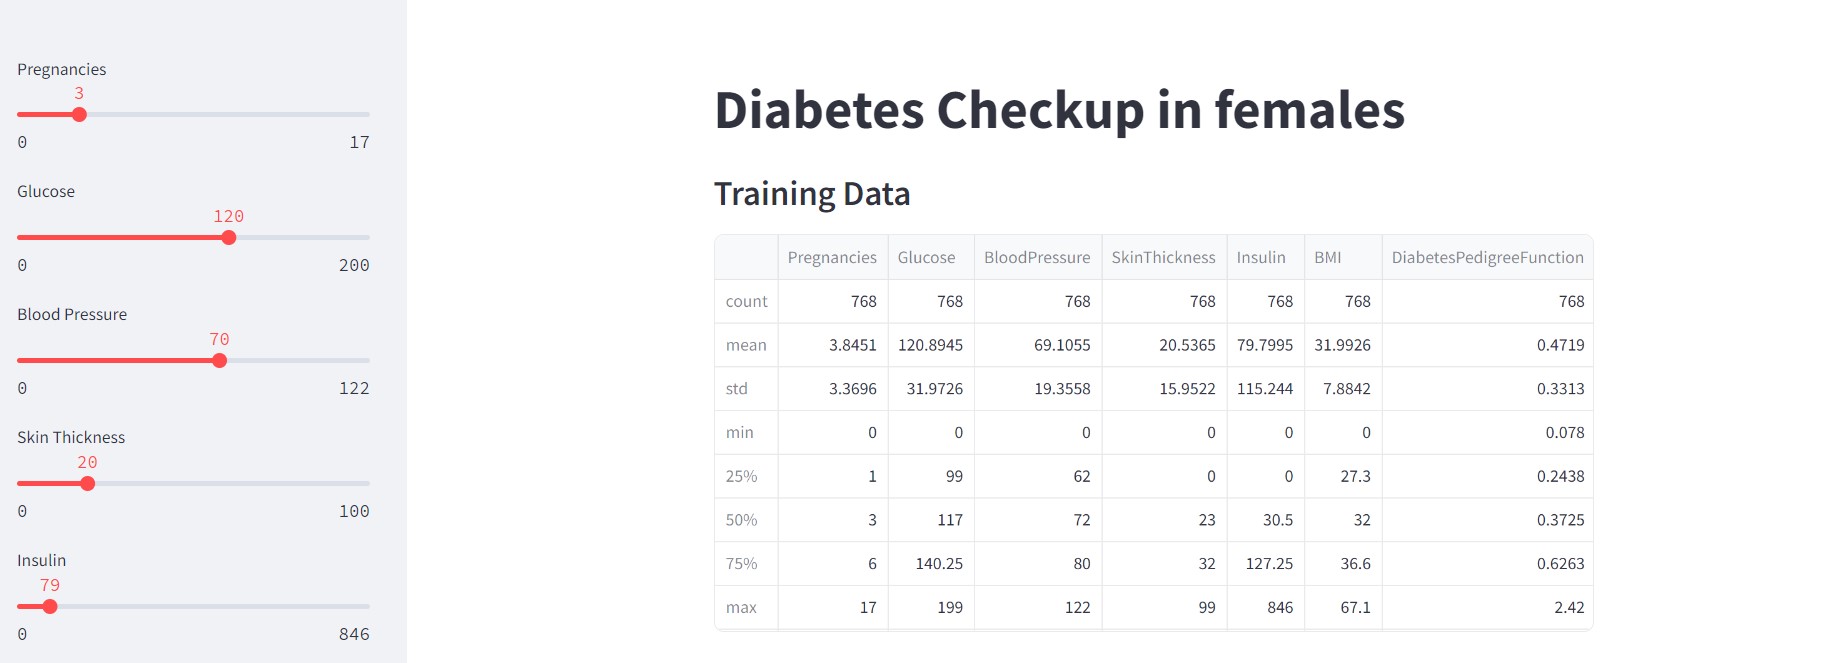 Pregnancies
3
0 17
Glucose
120
0 200
Blood Pressure
70
0 122
Skin Thickness
20
0 100
Insulin
79
0 846
Diabetes Checkup in females
Training Data
Pregnancies Glucose BloodPressure SkinThickness Insulin BMI DiabetesPedigreeFunction
count 768 768 768 768 768 768 768
mean 3.8451 120.8945 69.1055 20.5365 79.7995 31.9926 0.4719
std 3.3696 31.9726 19.3558 15.9522 115.244 7.8842 0.3313
min 0 0 0 0 0 0 0.078
25% 1 99 62 0 0 27.3 0.2438
50% 3 117 72 23 30.5 32 0.3725
75% 6 140.25 80 32 127.25 36.6 0.6263
max 17 199 122 99 846 67.1 2.42